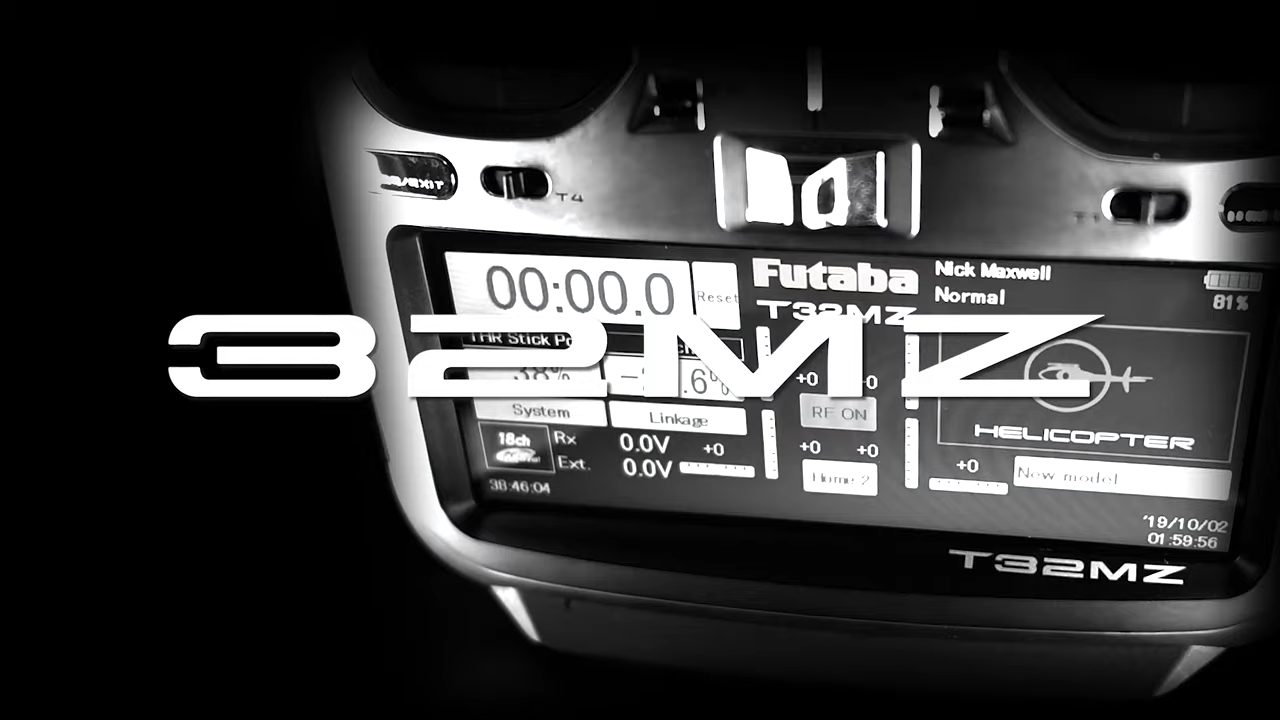 T4
00:00.0
Reset
Futaba
T32MZ
Nick Maxwell
Normal
81%
32MZ
THR Stick
38%
+0
System
Linkage
RF ON
HELICOPTER
18ch
Rx
0.0V
+0
+0
+0
+0
Ext.
0.0V
Home 2
New model
38:46:04
'19/10/02
01:59:56
T32MZ